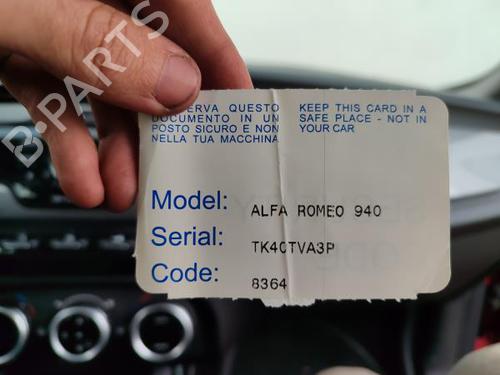 B-PARTS
ERVA QUESTO
DOCUMENTO IN UN
POSTO SICURO E NON
NELLA TUA MACCHINA
KEEP THIS CARD IN A
SAFE PLACE - NOT IN
YOUR CAR
Model: ALFA ROMEO 940
Serial: TK40TVA3P
Code: 8364